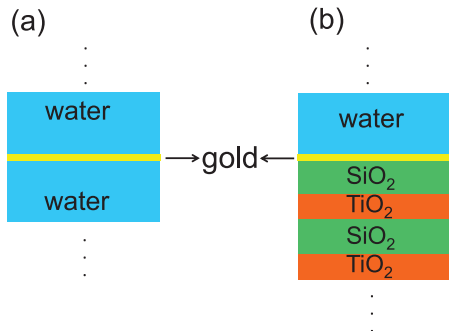 (a)
(b)
water
water
gold
water
SiO₂
TiO₂
SiO₂
TiO₂